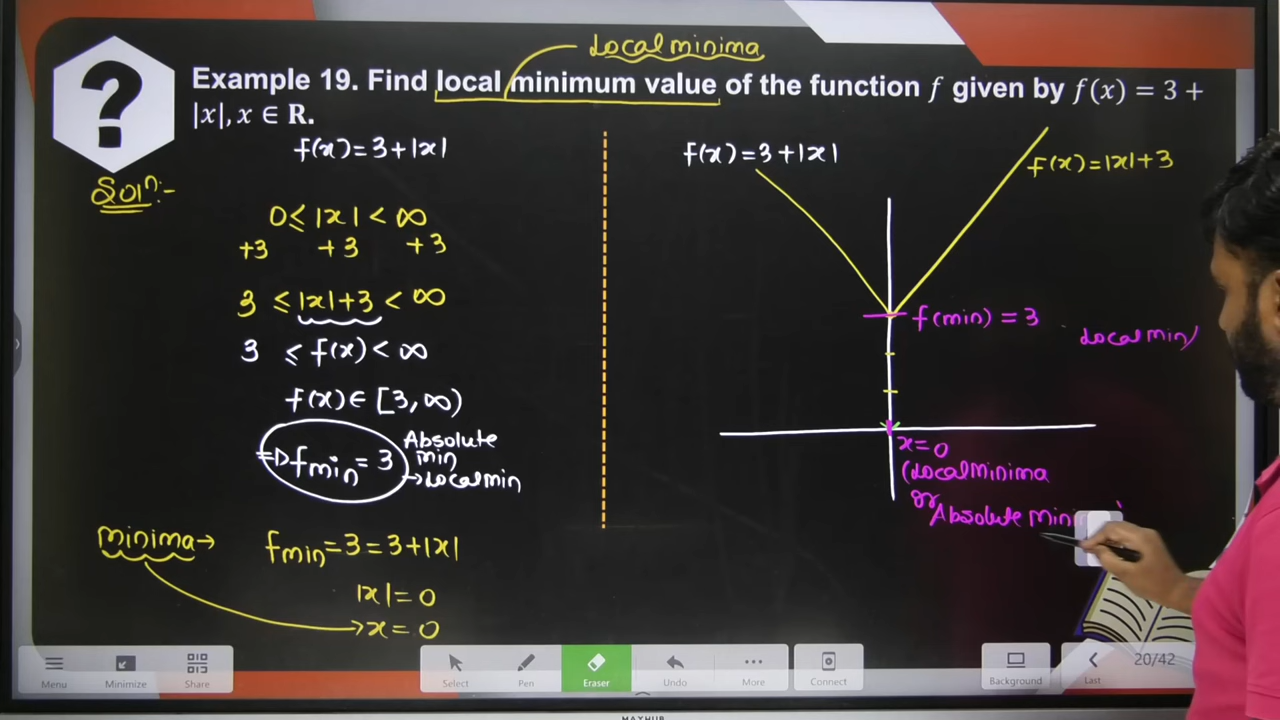 Local minima
Example 19. Find local minimum value of the function f given by f(x) = 3 +
|x|, x ∈ R.
?
f(x)=3+|x|
Soln:-
0 ≤ |x| < ∞
+3 +3 +3
3 ≤ |x|+3 < ∞
3 ≤ f(x) < ∞
f(x) ∈ [3, ∞)
=> fmin = 3
Absolute
min
→ Local min
minima →
fmin = 3 = 3+|x|
|x| = 0
x = 0
f(x)=3+|x|
f(x)=|x|+3
f(min) = 3
Local min
x=0
(Local Minima
or
Absolute
Menu
Minimize
Share
Select
Pen
Eraser
Undo
More
Connect
Background
Last
20/42
MAXHUB